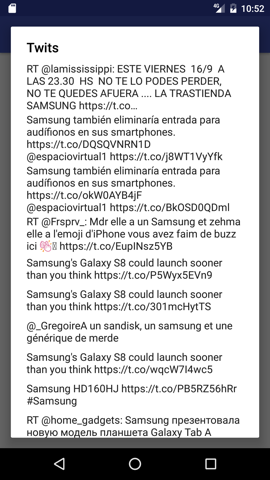 4G 10:52
Twits
RT @lamississippi: ESTE VIERNES 16/9 A
LAS 23.30 HS NO TE LO PODES PERDER,
NO TE QUEDES AFUERA .... LA TRASTIENDA
SAMSUNG https://t.co…
Samsung también eliminaría entrada para
audífionos en sus smartphones.
https://t.co/DQSQVNRN1D
@espaciovirtual1 https://t.co/j8WT1VyYfk
Samsung también eliminaría entrada para
audífionos en sus smartphones.
https://t.co/okW0AYB4jF
@espaciovirtual1 https://t.co/BkOSD0QDml
RT @Frsprv_: Mdr elle a un Samsung et zehma
elle a l'emoji d'iPhone vous avez faim de buzz
ici https://t.co/EupINsz5YB
Samsung's Galaxy S8 could launch sooner
than you think https://t.co/P5Wyx5EVn9
Samsung's Galaxy S8 could launch sooner
than you think https://t.co/301mcHytTS
@_GregoireA un sandisk, un samsung et une
générique de merde
Samsung's Galaxy S8 could launch sooner
than you think https://t.co/wqcW7I4wc5
Samsung HD160HJ https://t.co/PB5RZ56hRr
#Samsung
RT @home_gadgets: Samsung презентовала
новую модель планшета Galaxy Tab A